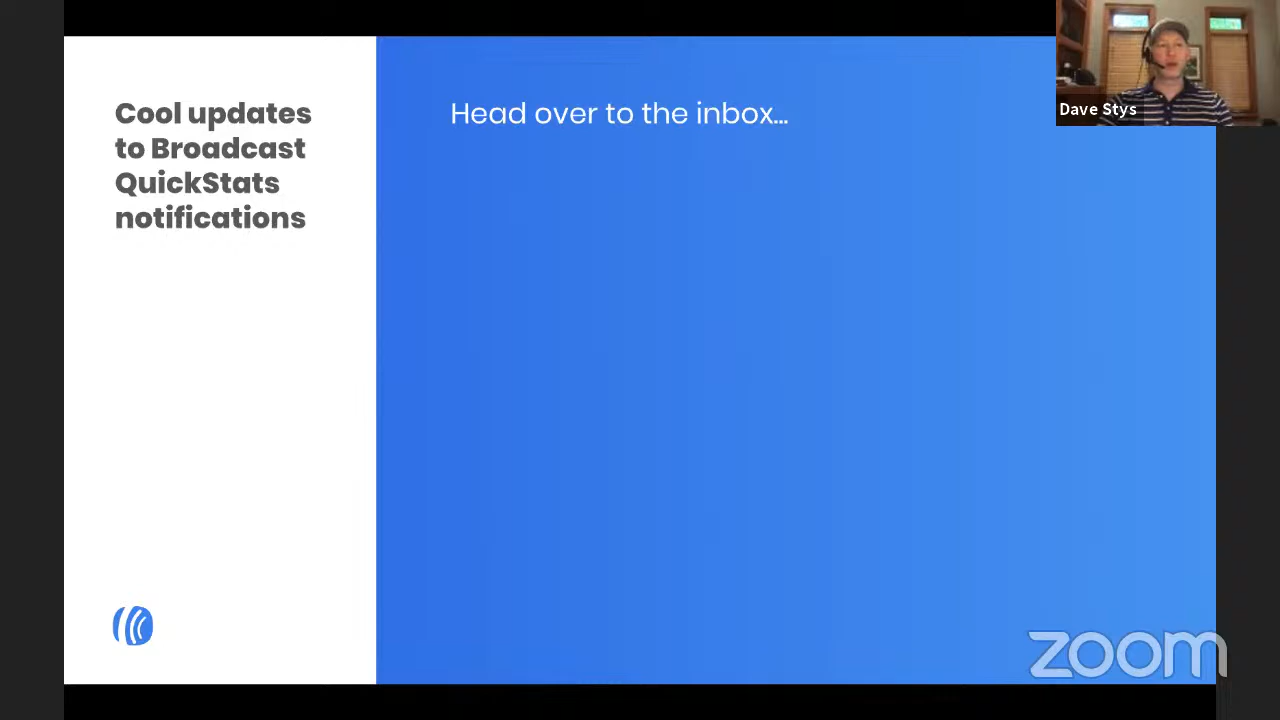 Cool updates
to Broadcast
QuickStats
notifications
Head over to the inbox...
Dave Stys
zoom